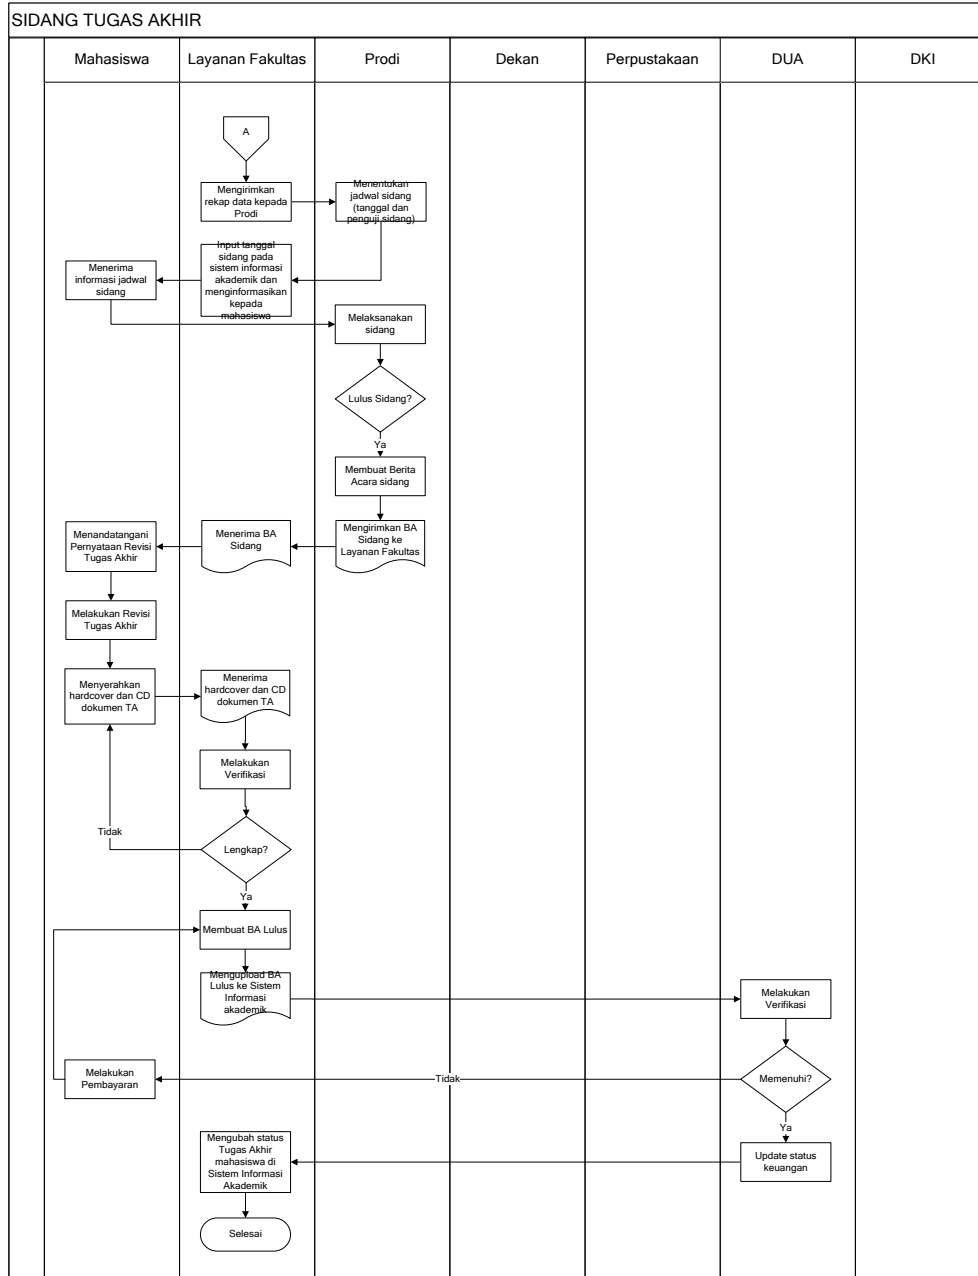 SIDANG TUGAS AKHIR
Mahasiswa
Layanan Fakultas
Prodi
Dekan
Perpustakaan
DUA
DKI
A
Mengirimkan
rekap data kepada
Prodi
Menentukan
jadwal sidang
(tanggal dan
penguji sidang)
Input tanggal
sidang pada
sistem informasi
akademik dan
menginformasikan
kepada
mahasiswa
Menerima
informasi jadwal
sidang
Melaksanakan
sidang
Lulus Sidang?
Ya
Membuat Berita
Acara sidang
Mengirimkan BA
Sidang ke
Layanan Fakultas
Menerima BA
Sidang
Menandatangani
Pernyataan Revisi
Tugas Akhir
Melakukan Revisi
Tugas Akhir
Menyerahkan
hardcover dan CD
dokumen TA
Menerima
hardcover dan CD
dokumen TA
Melakukan
Verifikasi
Lengkap?
Tidak
Ya
Membuat BA Lulus
Mengupload BA
Lulus ke Sistem
Informasi
akademik
Melakukan
Verifikasi
Memenuhi?
Tidak
Melakukan
Pembayaran
Ya
Update status
keuangan
Mengubah status
Tugas Akhir
mahasiswa di
Sistem Informasi
Akademik
Selesai